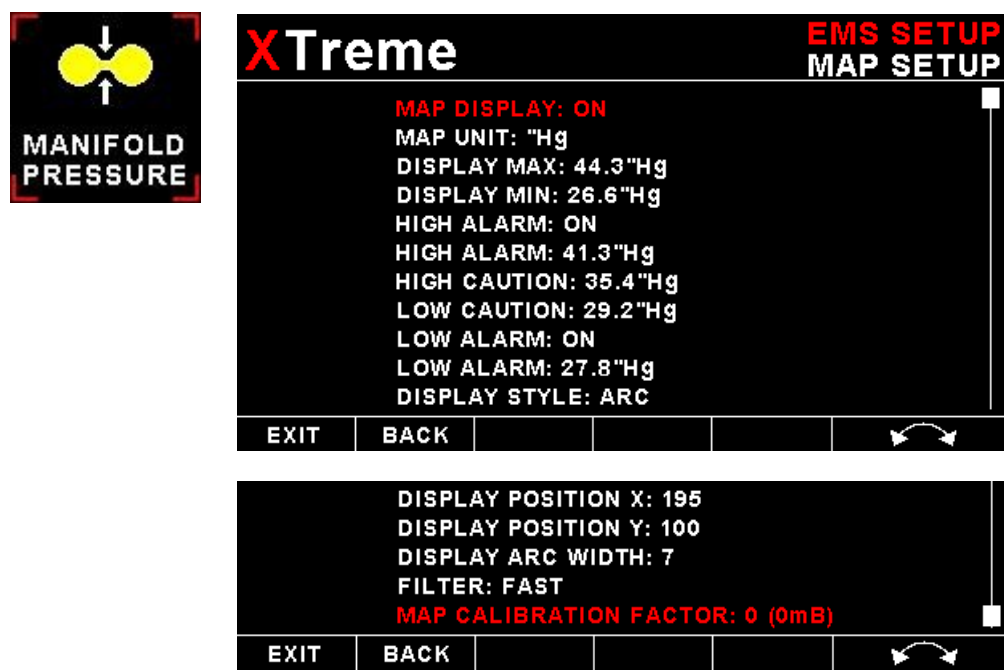 MANIFOLD
PRESSURE
XTreme
EMS SETUP
MAP SETUP
MAP DISPLAY: ON
MAP UNIT: "Hg
DISPLAY MAX: 44.3"Hg
DISPLAY MIN: 26.6"Hg
HIGH ALARM: ON
HIGH ALARM: 41.3"Hg
HIGH CAUTION: 35.4"Hg
LOW CAUTION: 29.2"Hg
LOW ALARM: ON
LOW ALARM: 27.8"Hg
DISPLAY STYLE: ARC
EXIT BACK
DISPLAY POSITION X: 195
DISPLAY POSITION Y: 100
DISPLAY ARC WIDTH: 7
FILTER: FAST
MAP CALIBRATION FACTOR: 0 (0mB)
EXIT BACK